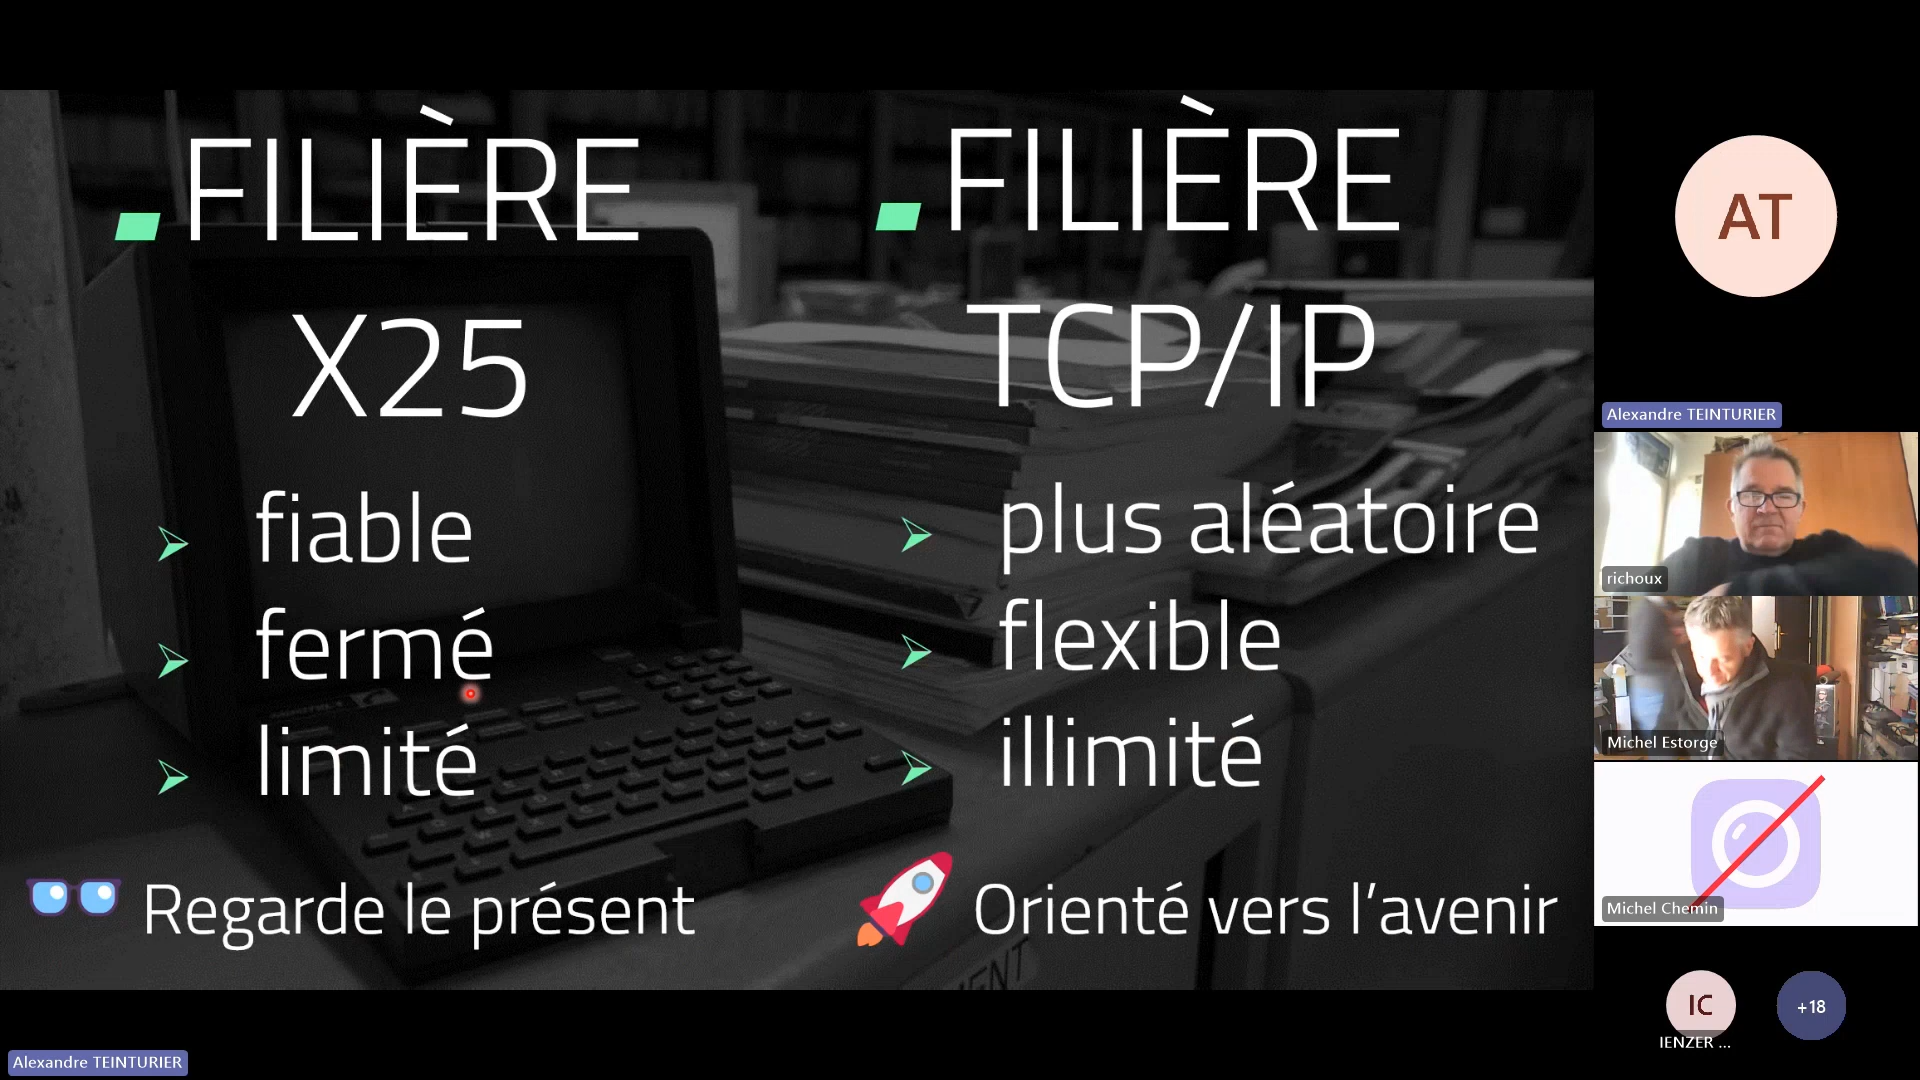 FILIÈRE
X25
fiable
fermé
limité
Regarde le présent
FILIÈRE
TCP/IP
plus aléatoire
flexible
illimité
Orienté vers l’avenir
AT
Alexandre TEINTURIER
richoux
Michel Estorge
Michel Chemin
IC
IENZER ...
+18
Alexandre TEINTURIER